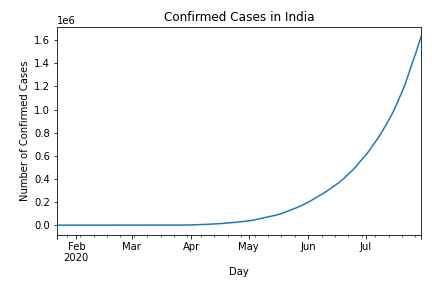 Confirmed Cases in India
1e6
1.6
1.4
1.2
1.0
0.8
0.6
0.4
0.2
0.0
Number of Confirmed Cases
Feb Mar Apr May Jun Jul
2020
Day